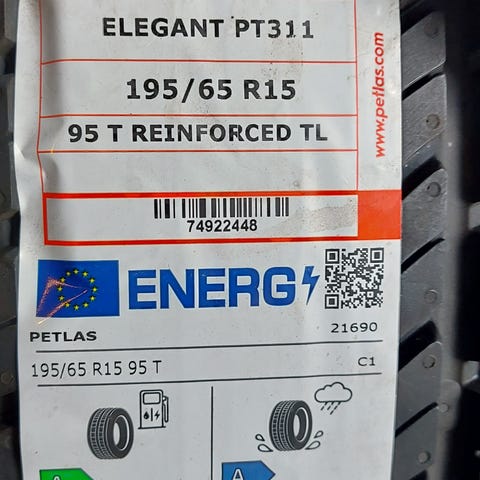 ELEGANT PT311
195/65 R15
95 T REINFORCED TL
www.petlas.com
74922448
ENERG
PETLAS
21690
195/65 R15 95 T
C1
A
A